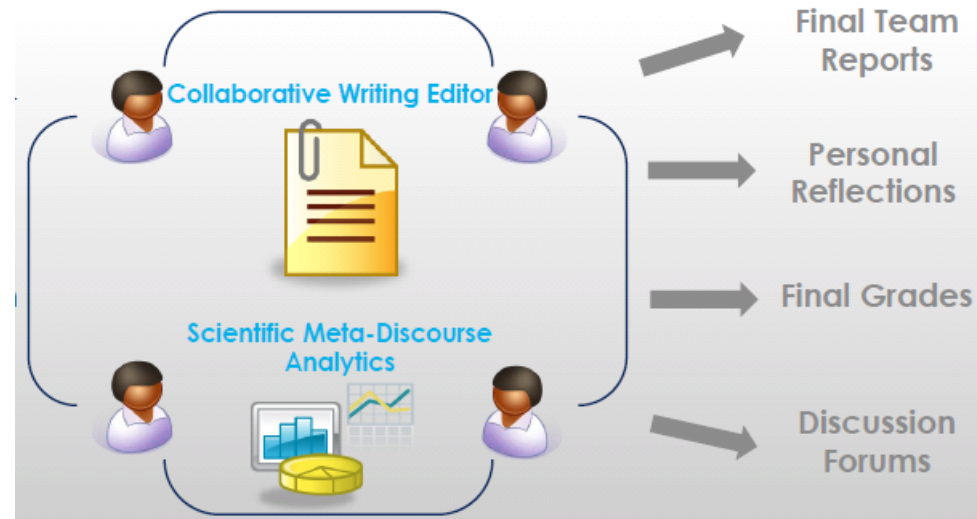 Final Team
Reports
Collaborative Writing Editor
Personal
Reflections
Final Grades
Scientific Meta-Discourse
Analytics
Discussion
Forums